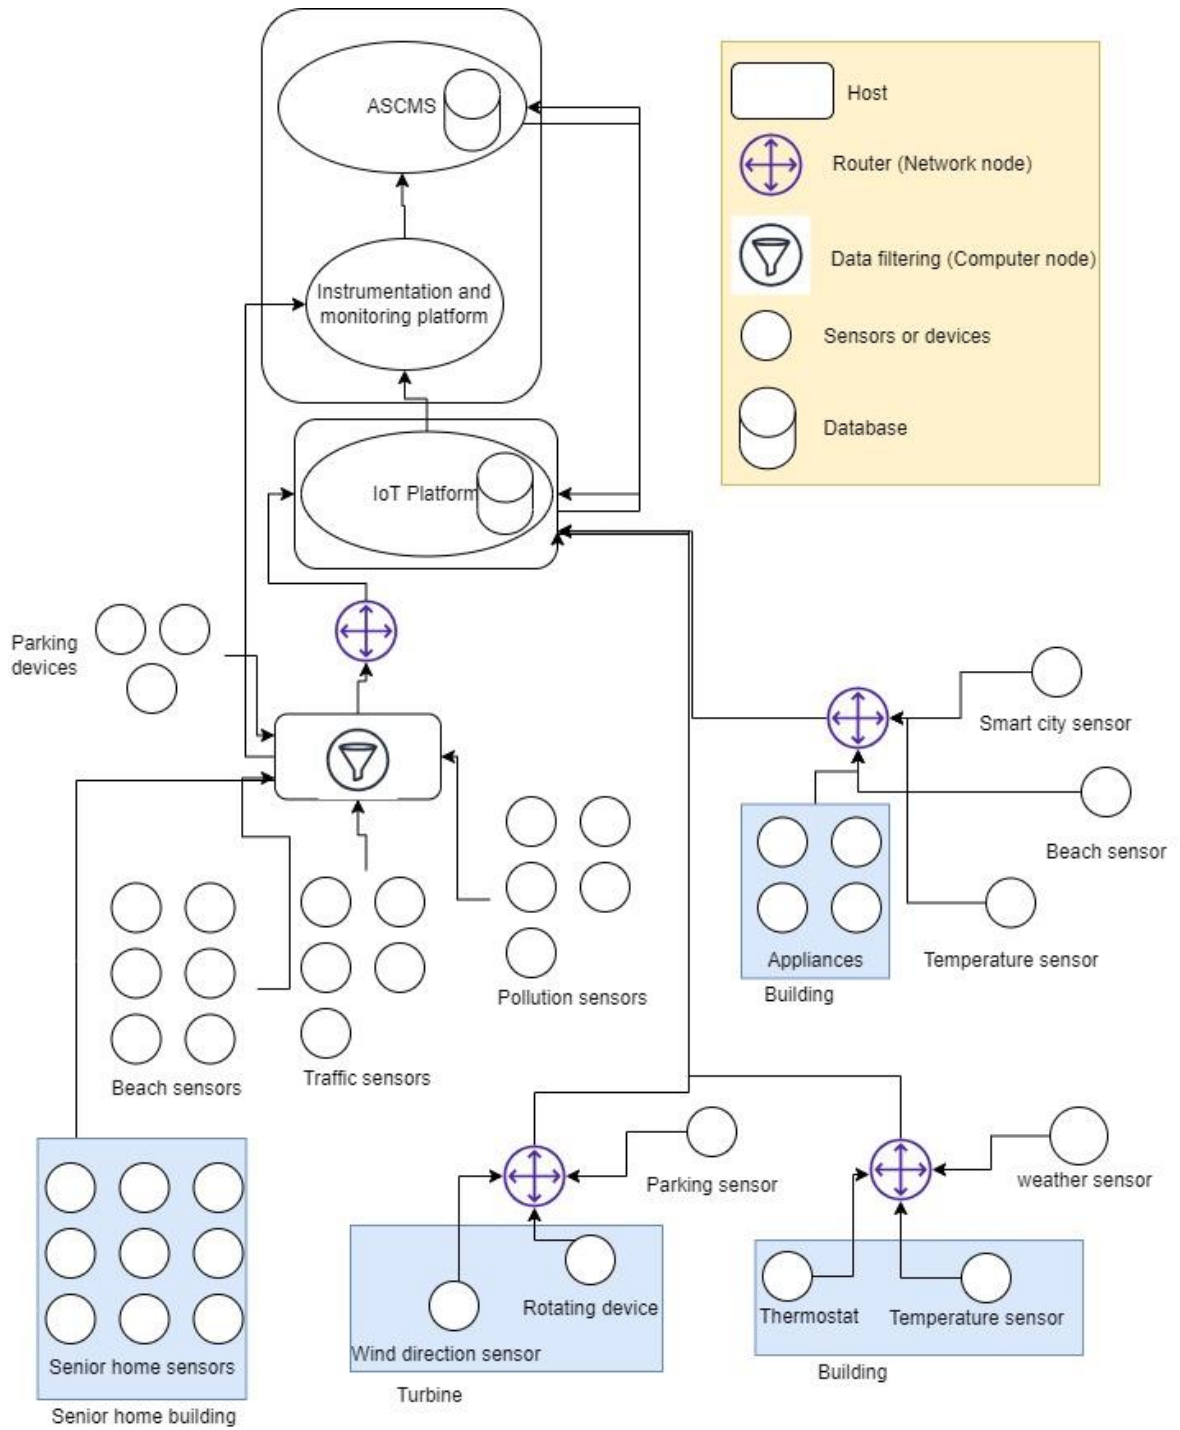 ASCMS
Host
Router (Network node)
Data filtering (Computer node)
Instrumentation and
monitoring platform
Sensors or devices
Database
IoT Platform
Parking
devices
Smart city sensor
Beach sensor
Appliances
Temperature sensor
Building
Pollution sensors
Traffic sensors
Beach sensors
Parking sensor
weather sensor
Rotating device
Thermostat
Temperature sensor
Wind direction sensor
Senior home sensors
Building
Turbine
Senior home building